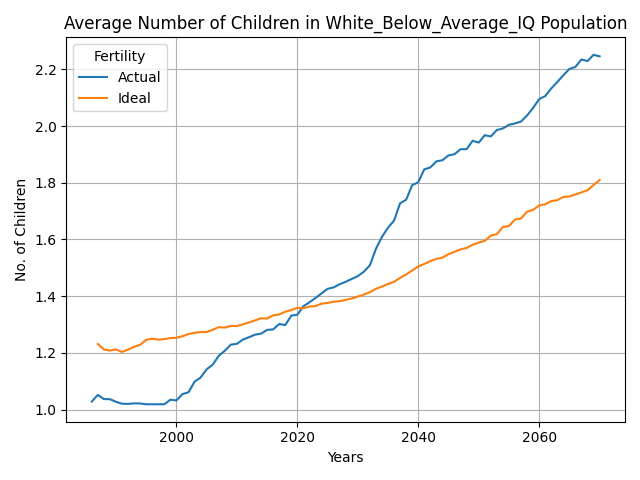 Average Number of Children in White_Below_Average_IQ Population
Fertility
Actual
Ideal
No. of Children
2.2
2.0
1.8
1.6
1.4
1.2
1.0
2000
2020
2040
2060
Years